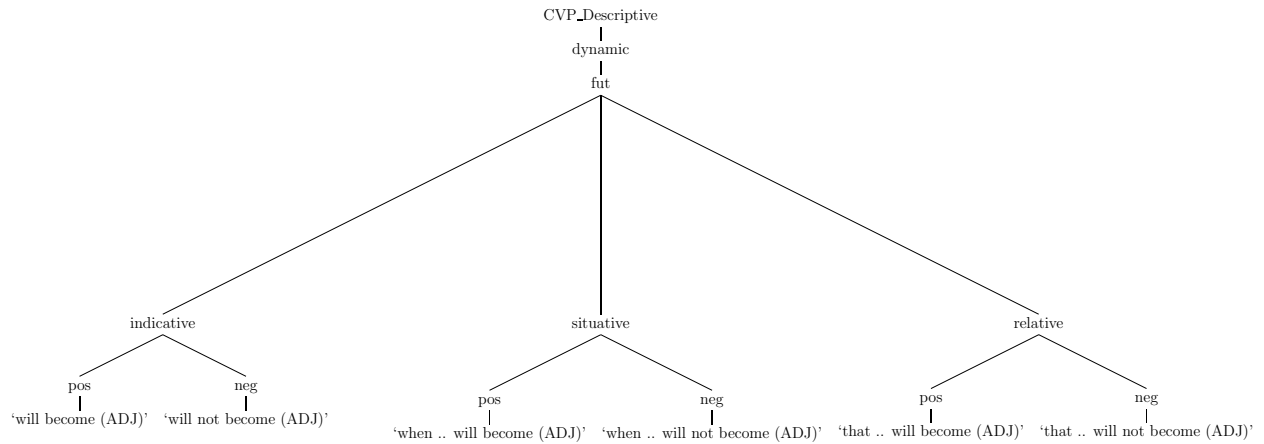 CVP_Descriptive
dynamic
fut
indicative situative relative
pos neg pos neg pos neg
‘will become (ADJ)’ ‘will not become (ADJ)’ ‘when .. will become (ADJ)’ ‘when .. will not become (ADJ)’ ‘that .. will become (ADJ)’ ‘that .. will not become (ADJ)’